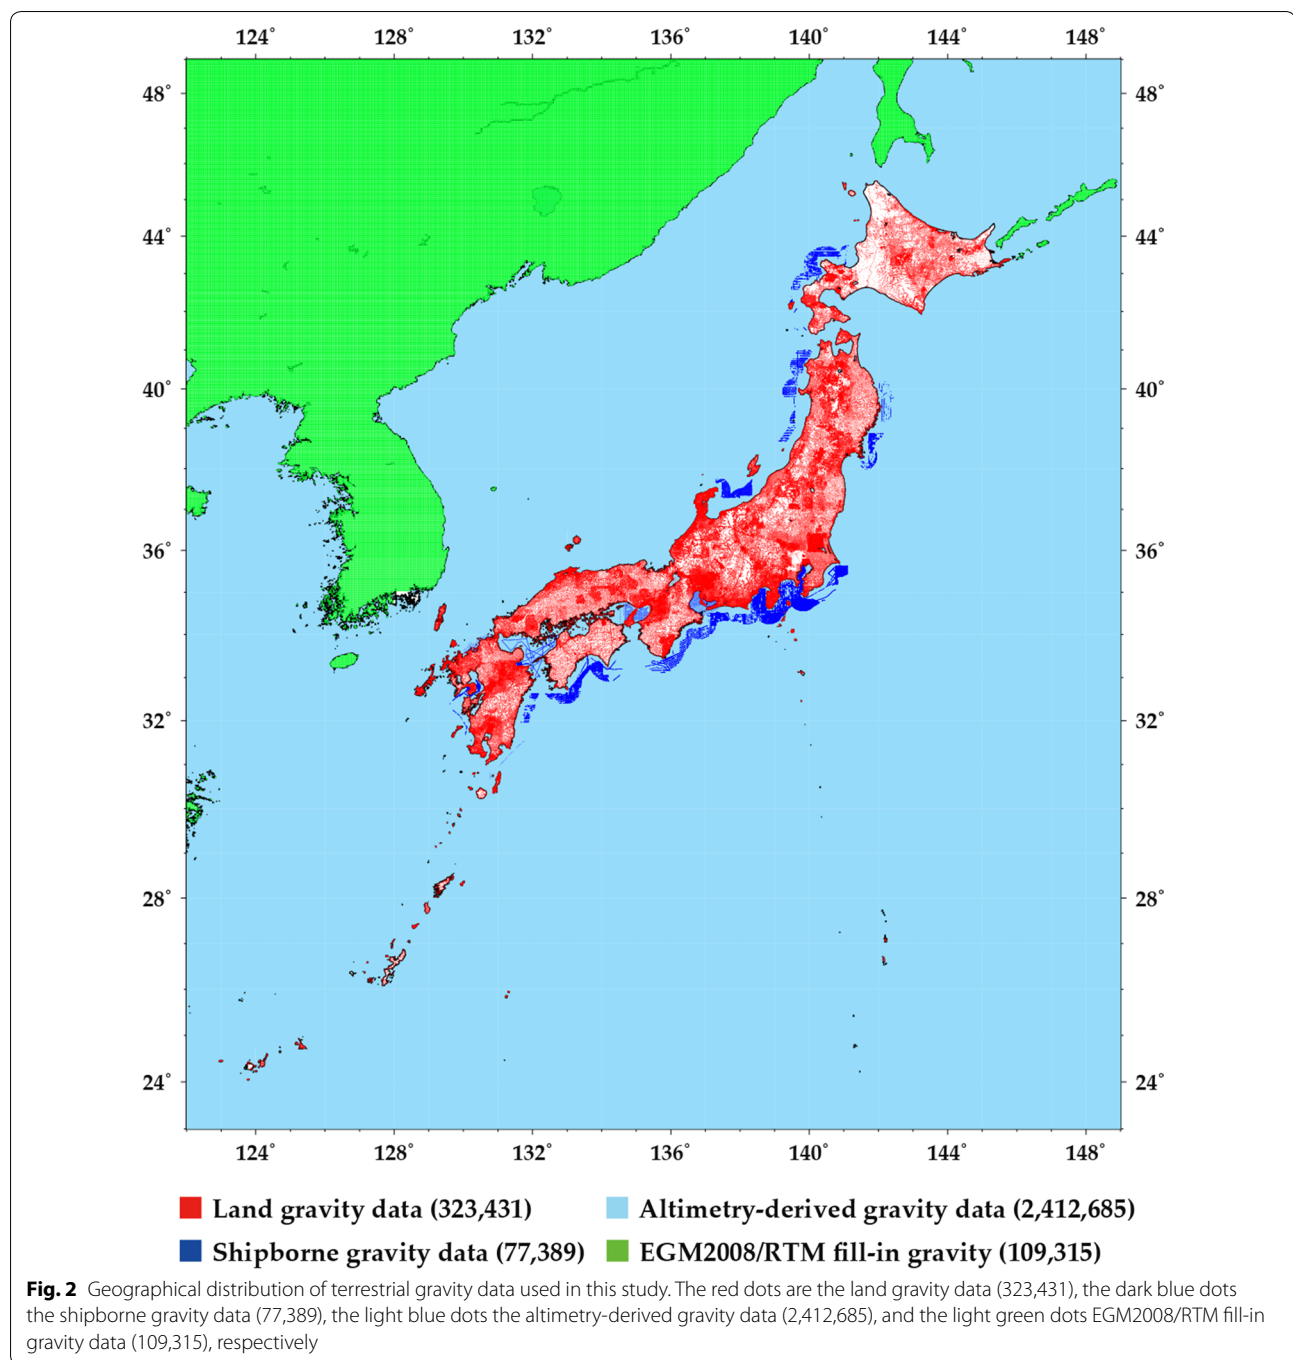 124° 128° 132° 136° 140° 144° 148°
48° 48°
44° 44°
40° 40°
36° 36°
32° 32°
28° 28°
24° 24°
124° 128° 132° 136° 140° 144° 148°
Land gravity data (323,431) Altimetry-derived gravity data (2,412,685)
Shipborne gravity data (77,389) EGM2008/RTM fill-in gravity (109,315)
Fig. 2 Geographical distribution of terrestrial gravity data used in this study. The red dots are the land gravity data (323,431), the dark blue dots
the shipborne gravity data (77,389), the light blue dots the altimetry-derived gravity data (2,412,685), and the light green dots EGM2008/RTM fill-in
gravity data (109,315), respectively